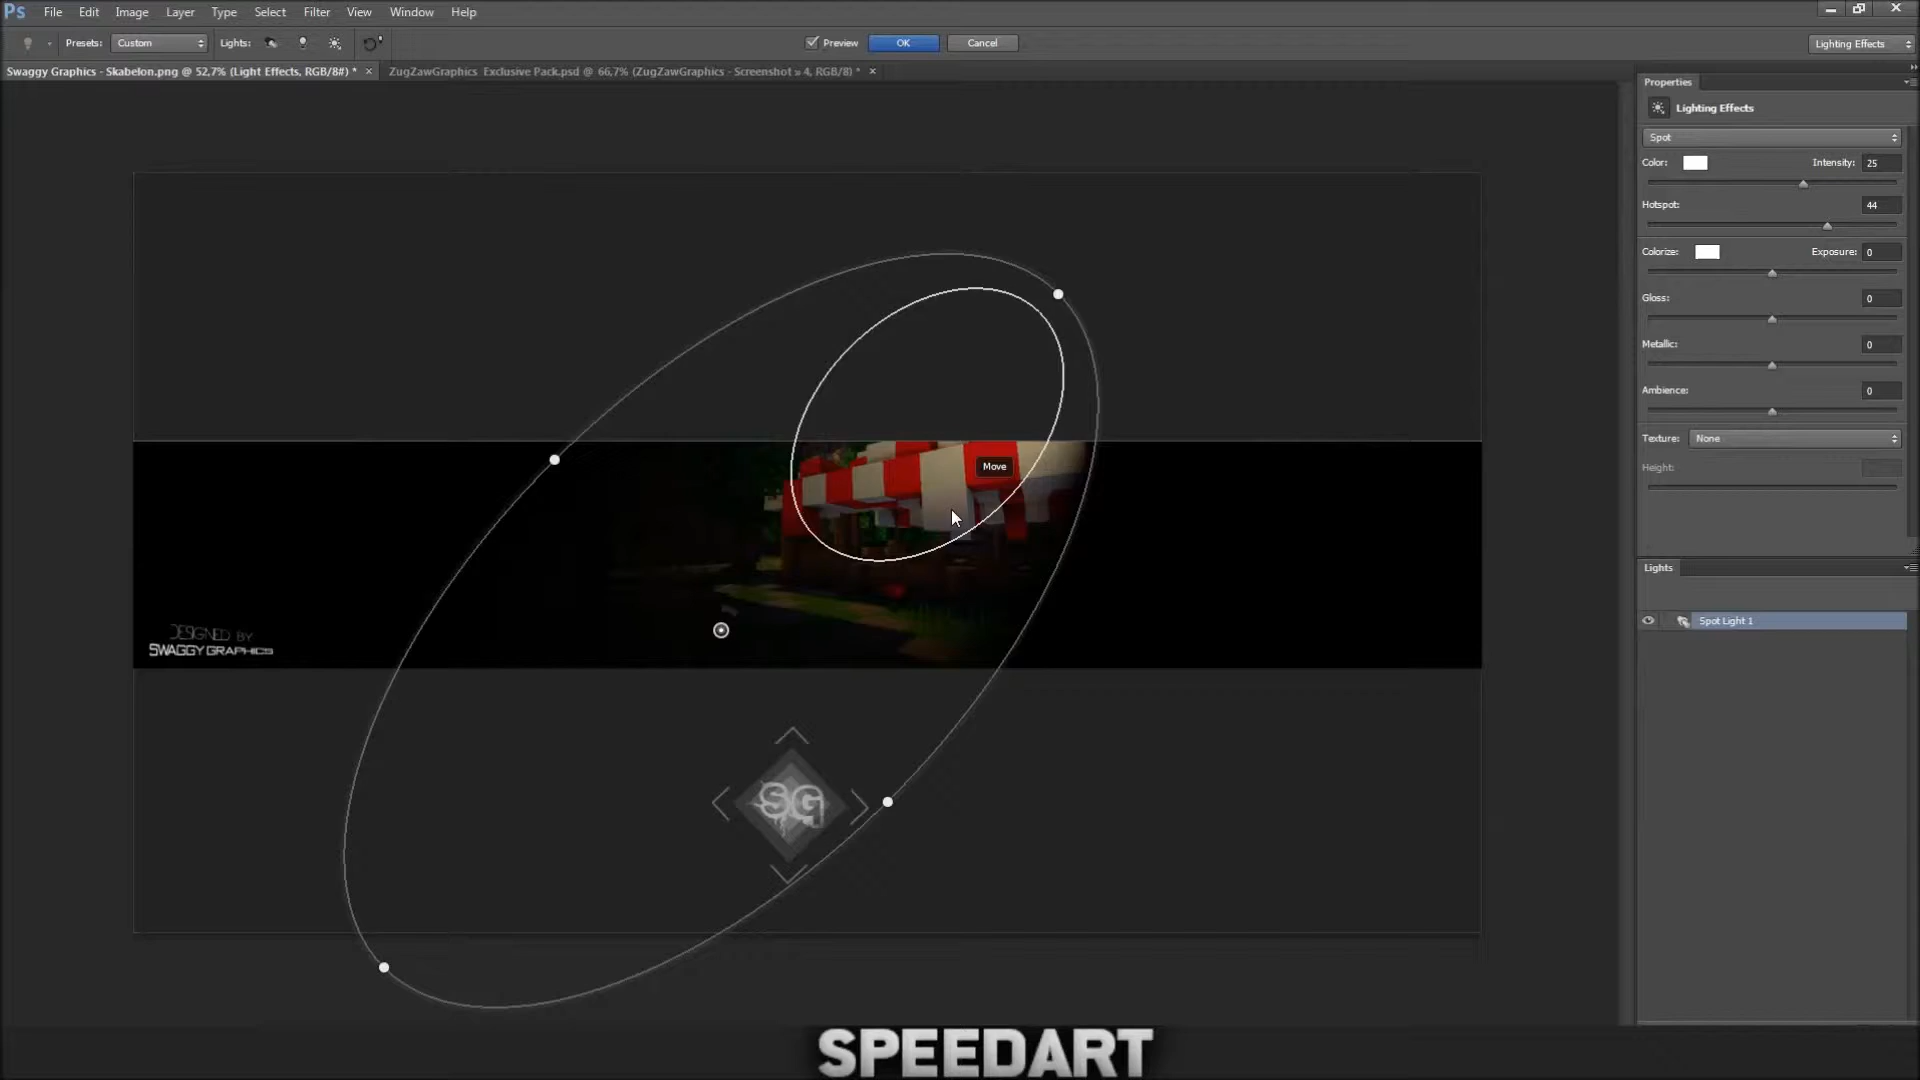 Ps File Edit Image Layer Type Select Filter View Window Help
Presets: Custom Lights: Preview OK Cancel Lighting Effects
Swaggy Graphics - Skabelon.png @ 52,7% (Light Effects, RGB/8#) * × ZugZawGraphics Exclusive Pack.psd @ 66,7% (ZugZawGraphics - Screenshot » 4, RGB/8) * ×
Properties
Lighting Effects
Spot
Color: Intensity: 25
Hotspot: 44
Colorize: Exposure: 0
Gloss: 0
Metallic: 0
Ambience: 0
Texture: None
Height:
Move
Lights
Spot Light 1
DESIGNED BY
SWAGGY GRAPHICS
SG
SPEEDART